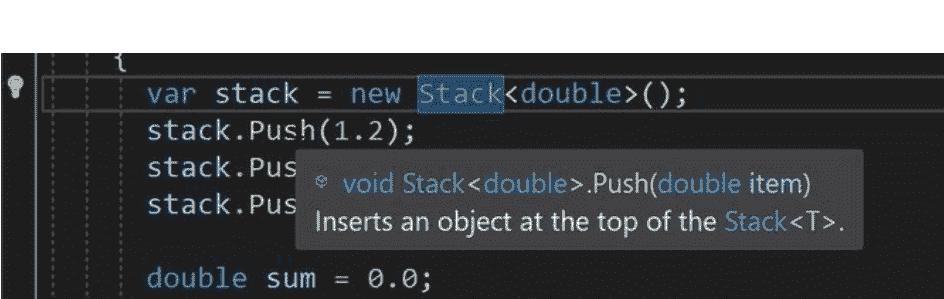 {
var stack = new Stack<double>();
stack.Push(1.2);
stack.Pus
stack.Pus
void Stack<double>.Push(double item)
Inserts an object at the top of the Stack<T>.
double sum = 0.0;